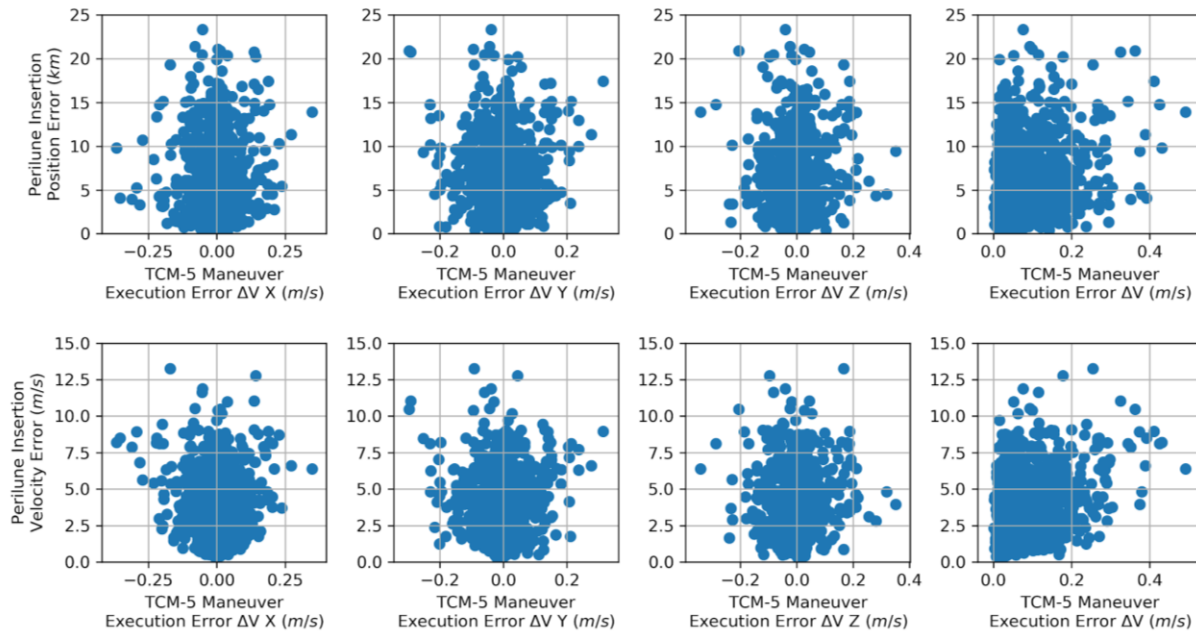 25
20
15
10
5
0
Perilune Insertion
Position Error (km)
−0.25 0.00 0.25
TCM-5 Maneuver
Execution Error ΔV X (m/s)
25
20
15
10
5
0
−0.2 0.0 0.2
TCM-5 Maneuver
Execution Error ΔV Y (m/s)
25
20
15
10
5
0
−0.2 0.0 0.2 0.4
TCM-5 Maneuver
Execution Error ΔV Z (m/s)
25
20
15
10
5
0
0.0 0.2 0.4
TCM-5 Maneuver
Execution Error ΔV (m/s)
15.0
12.5
10.0
7.5
5.0
2.5
0.0
Perilune Insertion
Velocity Error (m/s)
−0.25 0.00 0.25
TCM-5 Maneuver
Execution Error ΔV X (m/s)
15.0
12.5
10.0
7.5
5.0
2.5
0.0
−0.2 0.0 0.2
TCM-5 Maneuver
Execution Error ΔV Y (m/s)
15.0
12.5
10.0
7.5
5.0
2.5
0.0
−0.2 0.0 0.2 0.4
TCM-5 Maneuver
Execution Error ΔV Z (m/s)
15.0
12.5
10.0
7.5
5.0
2.5
0.0
0.0 0.2 0.4
TCM-5 Maneuver
Execution Error ΔV (m/s)